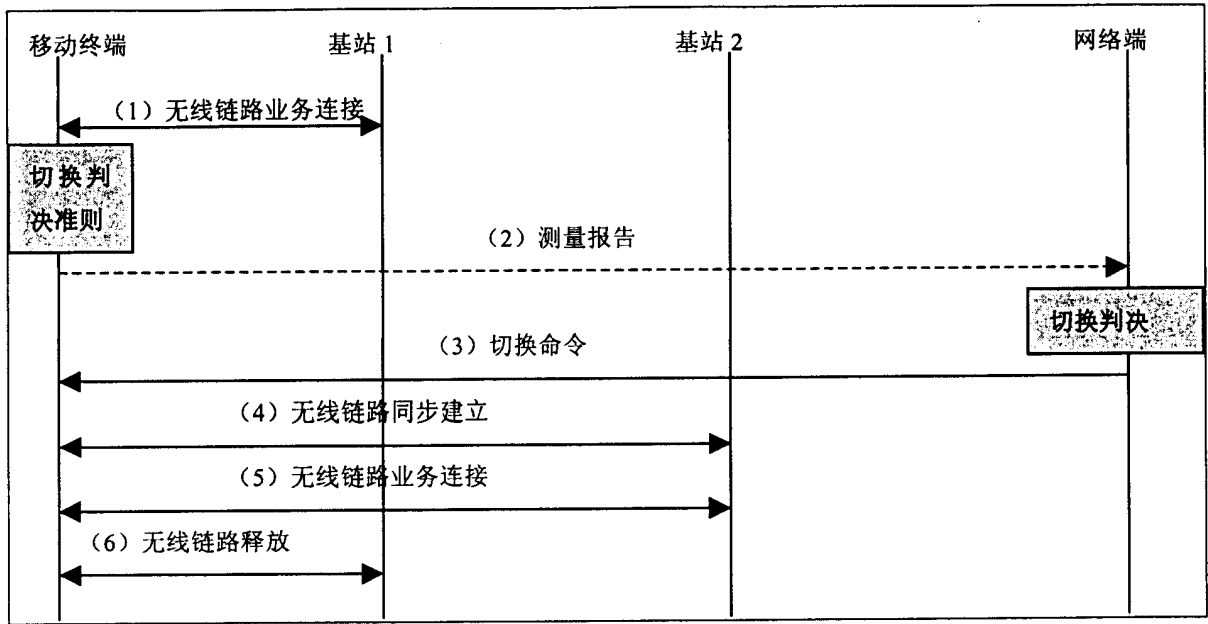 移动终端
基站 1
基站 2
网络端
（1）无线链路业务连接
切换判
决准则
（2）测量报告
切换判决
（3）切换命令
（4）无线链路同步建立
（5）无线链路业务连接
（6）无线链路释放